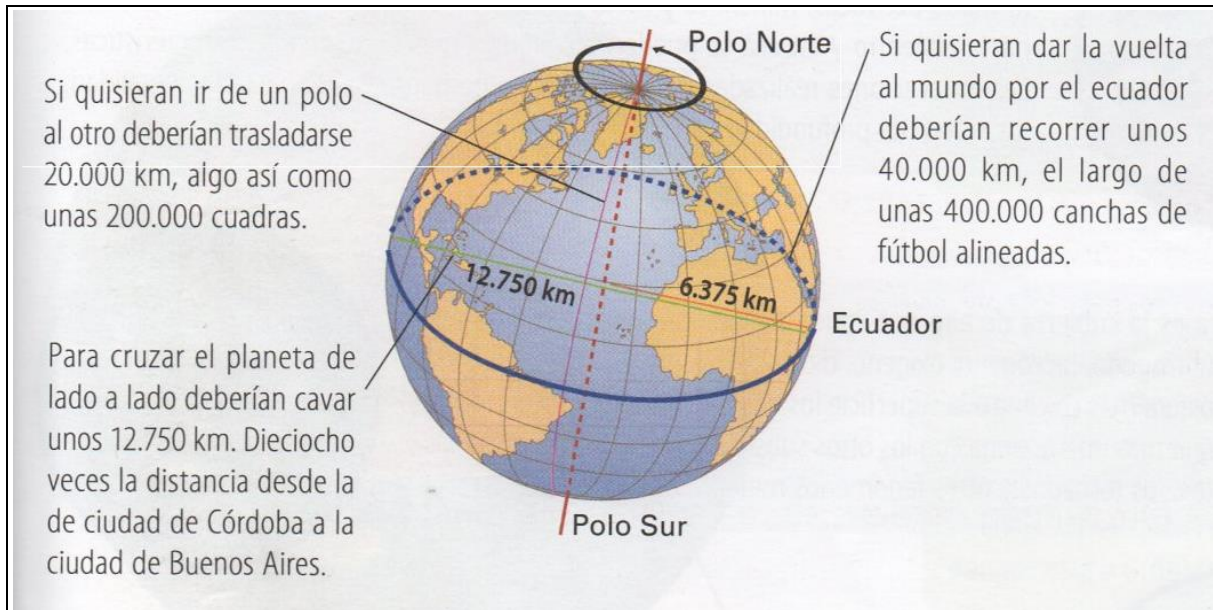 Si quisieran ir de un polo
al otro deberían trasladarse
20.000 km, algo así como
unas 200.000 cuadras.
Para cruzar el planeta de
lado a lado deberían cavar
unos 12.750 km. Dieciocho
veces la distancia desde la
de ciudad de Córdoba a la
ciudad de Buenos Aires.
Polo Norte
12.750 km
6.375 km
Ecuador
Polo Sur
Si quisieran dar la vuelta
al mundo por el ecuador
deberían recorrer unos
40.000 km, el largo de
unas 400.000 canchas de
fútbol alineadas.